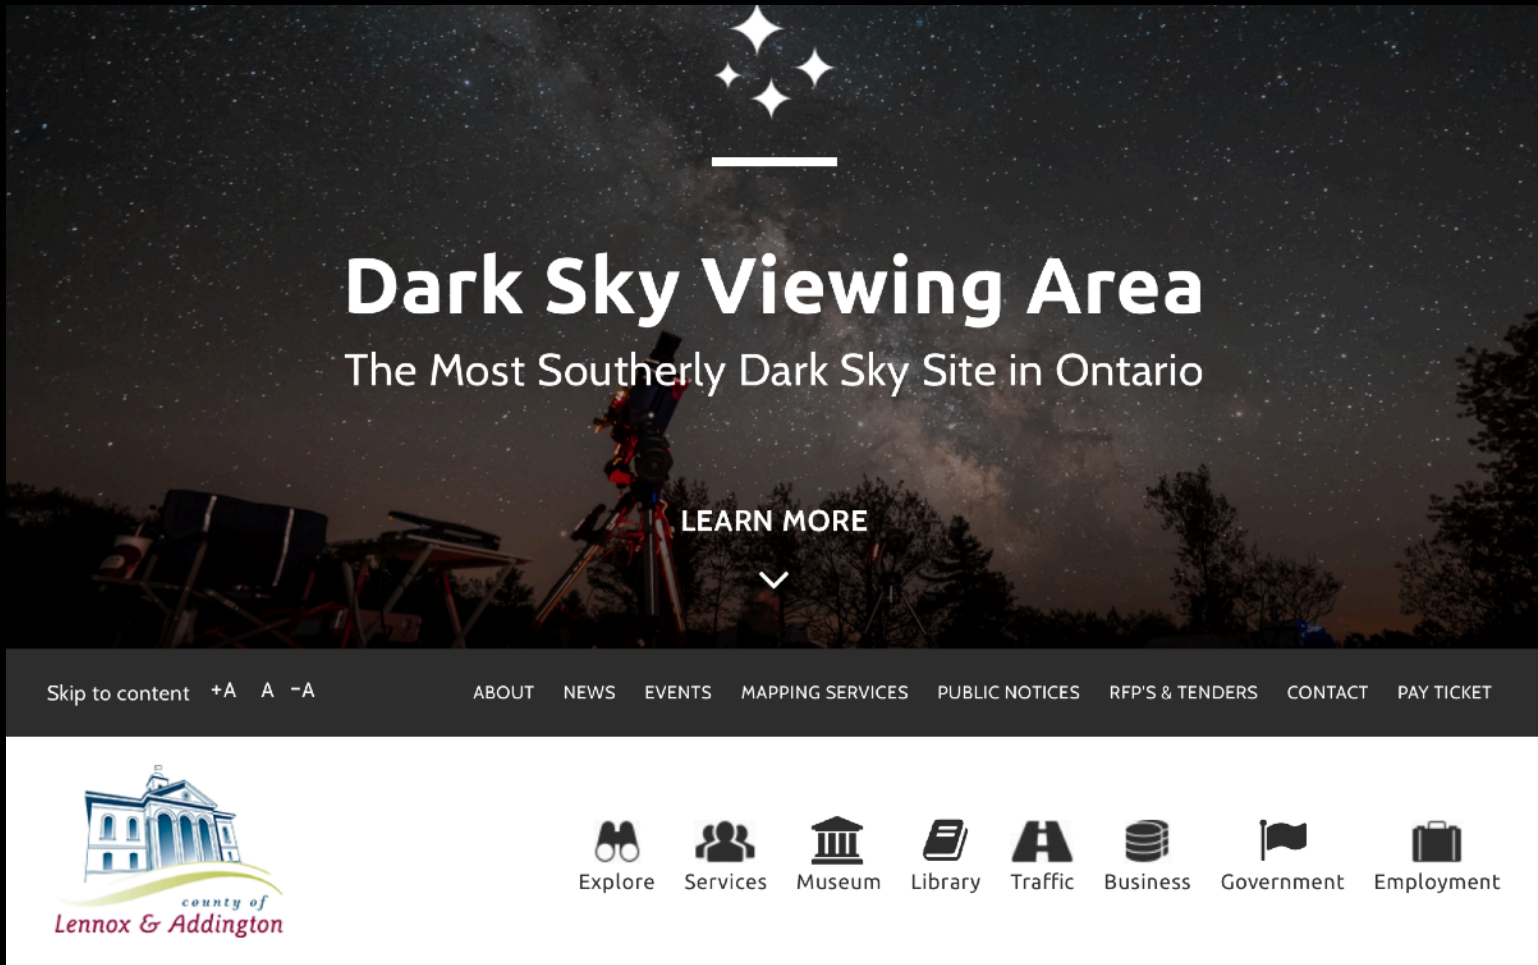 Dark Sky Viewing Area
The Most Southerly Dark Sky Site in Ontario
LEARN MORE
Skip to content +A A -A ABOUT NEWS EVENTS MAPPING SERVICES PUBLIC NOTICES RFP'S & TENDERS CONTACT PAY TICKET
county of
Lennox & Addington
Explore Services Museum Library Traffic Business Government Employment